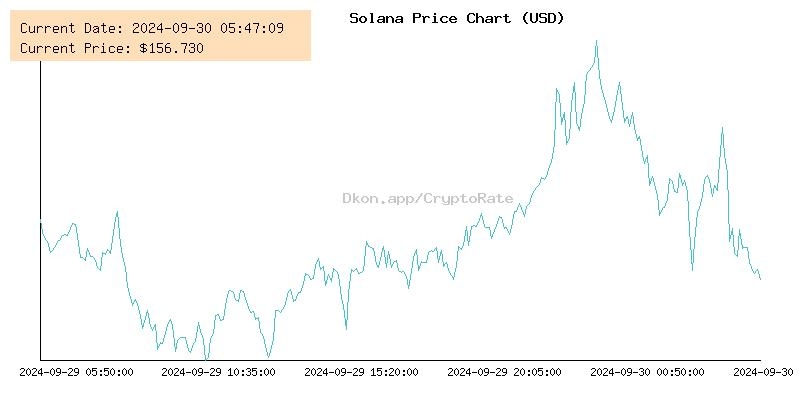 Solana Price Chart (USD)
Current Date: 2024-09-30 05:47:09
Current Price: $156.730
Dkon.app/CryptoRate
2024-09-29 05:50:00 2024-09-29 10:35:00 2024-09-29 15:20:00 2024-09-29 20:05:00 2024-09-30 00:50:00 2024-09-30